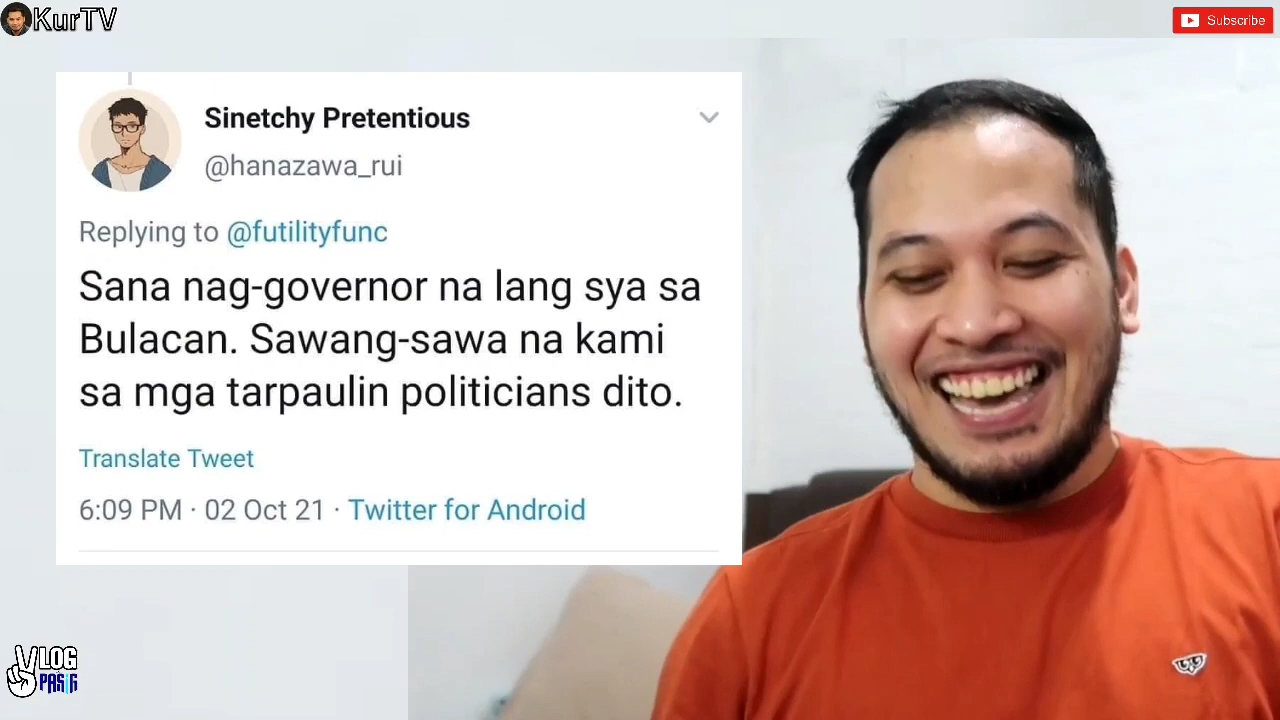 KurTV
Subscribe
Sinetchy Pretentious
@hanazawa_rui
Replying to @futilityfunc
Sana nag-governor na lang sya sa
Bulacan. Sawang-sawa na kami
sa mga tarpaulin politicians dito.
Translate Tweet
6:09 PM · 02 Oct 21 · Twitter for Android
VLOG
PASIG